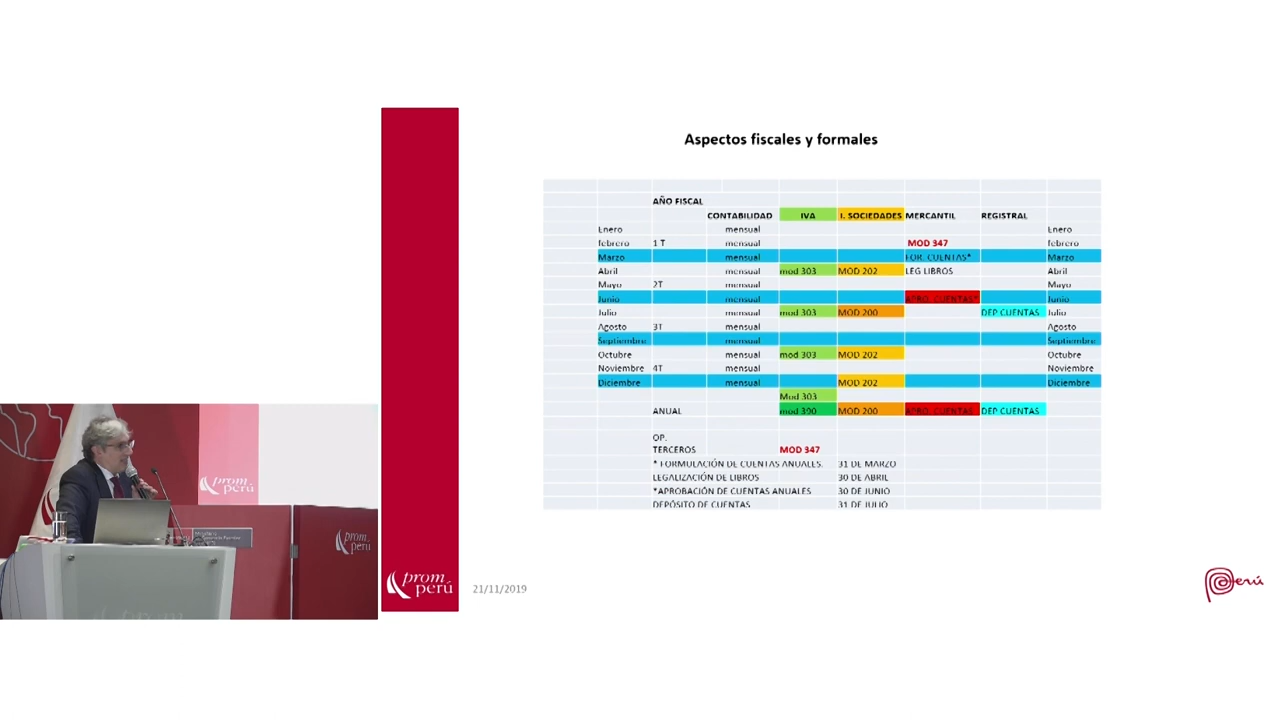 Aspectos fiscales y formales
AÑO FISCAL
CONTABILIDAD IVA I. SOCIEDADES MERCANTIL REGISTRAL
Enero mensual Enero
febrero 1 T mensual MOD 347 febrero
Marzo mensual FOR. CUENTAS* Marzo
Abril mensual mod 303 MOD 202 LEG LIBROS Abril
Mayo 2T mensual Mayo
Junio mensual APRO. CUENTAS* Junio
Julio mensual mod 303 MOD 200 DEP CUENTAS Julio
Agosto 3T mensual Agosto
Septiembre mensual Septiembre
Octubre mensual mod 303 MOD 202 Octubre
Noviembre 4T mensual Noviembre
Diciembre mensual MOD 202 Diciembre
Mod 303
ANUAL mod 390 MOD 200 APRO. CUENTAS DEP CUENTAS
OP.
TERCEROS MOD 347
* FORMULACIÓN DE CUENTAS ANUALES. 31 DE MARZO
LEGALIZACIÓN DE LIBROS 30 DE ABRIL
*APROBACIÓN DE CUENTAS ANUALES 30 DE JUNIO
DEPÓSITO DE CUENTAS 31 DE JULIO
prom
perú
21/11/2019
Perú
prom
perú
prom
perú